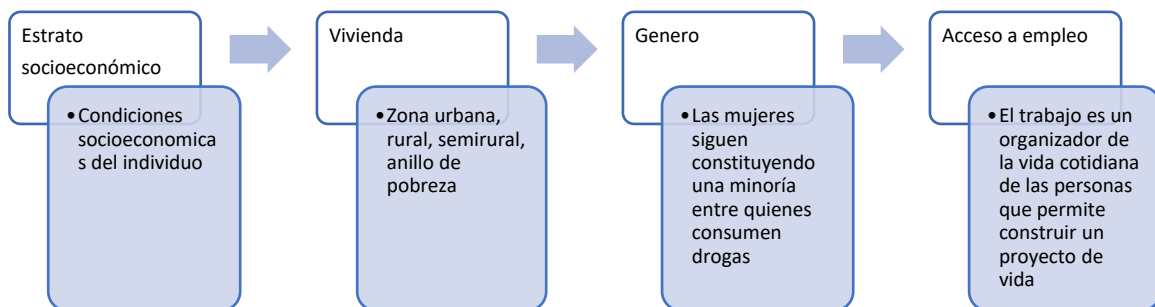 Estrato
socioeconómico
•Condiciones
socioeconomica
s del individuo
Vivienda
•Zona urbana,
rural, semirural,
anillo de
pobreza
Genero
•Las mujeres
siguen
constituyendo
una minoría
entre quienes
consumen
drogas
Acceso a empleo
•El trabajo es un
organizador de
la vida cotidiana
de las personas
que permite
construir un
proyecto de
vida